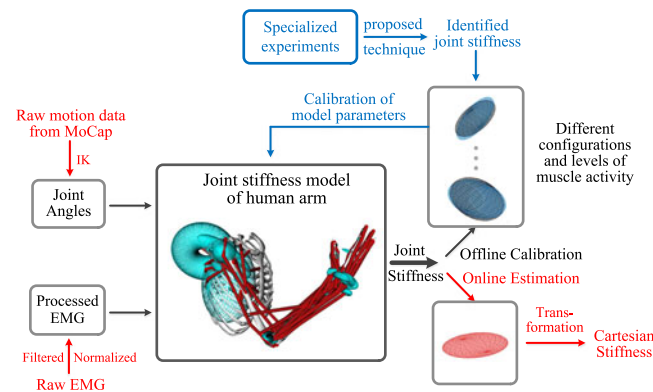 Specialized
experiments
proposed
technique
Identified
joint stiffness
Calibration of
model parameters
Raw motion data
from MoCap
IK
Joint
Angles
Joint stiffness model
of human arm
Different
configurations
and levels of
muscle activity
Joint
Stiffness
Offline Calibration
Online Estimation
Processed
EMG
Filtered
Normalized
Raw EMG
Trans-
formation
Cartesian
Stiffness